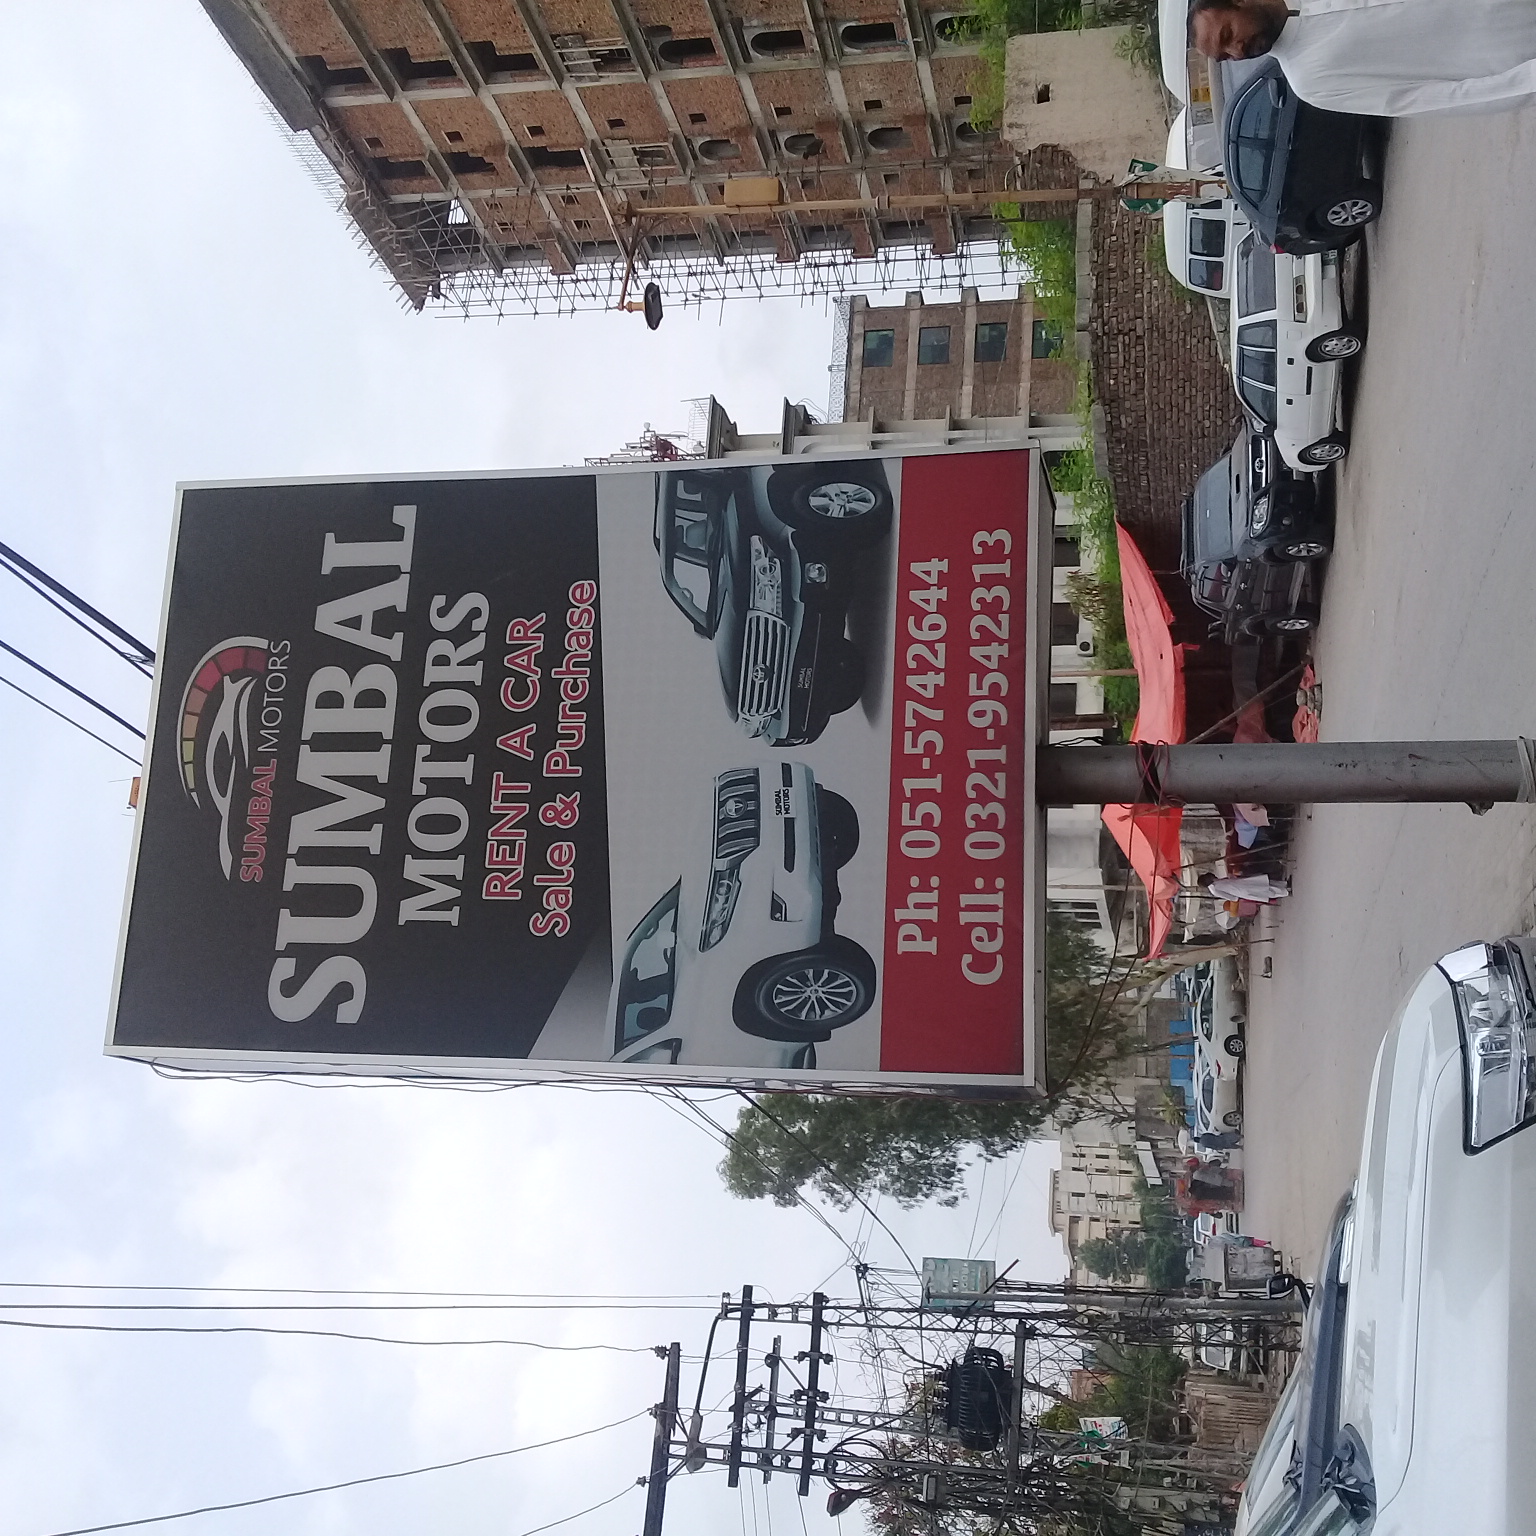 SUMBAL MOTORS
SUMBAL
MOTORS
RENT A CAR
Sale & Purchase
SUMBAL
MOTORS
SUMBAL
MOTORS
Ph: 051-5742644
Cell: 0321-9542313